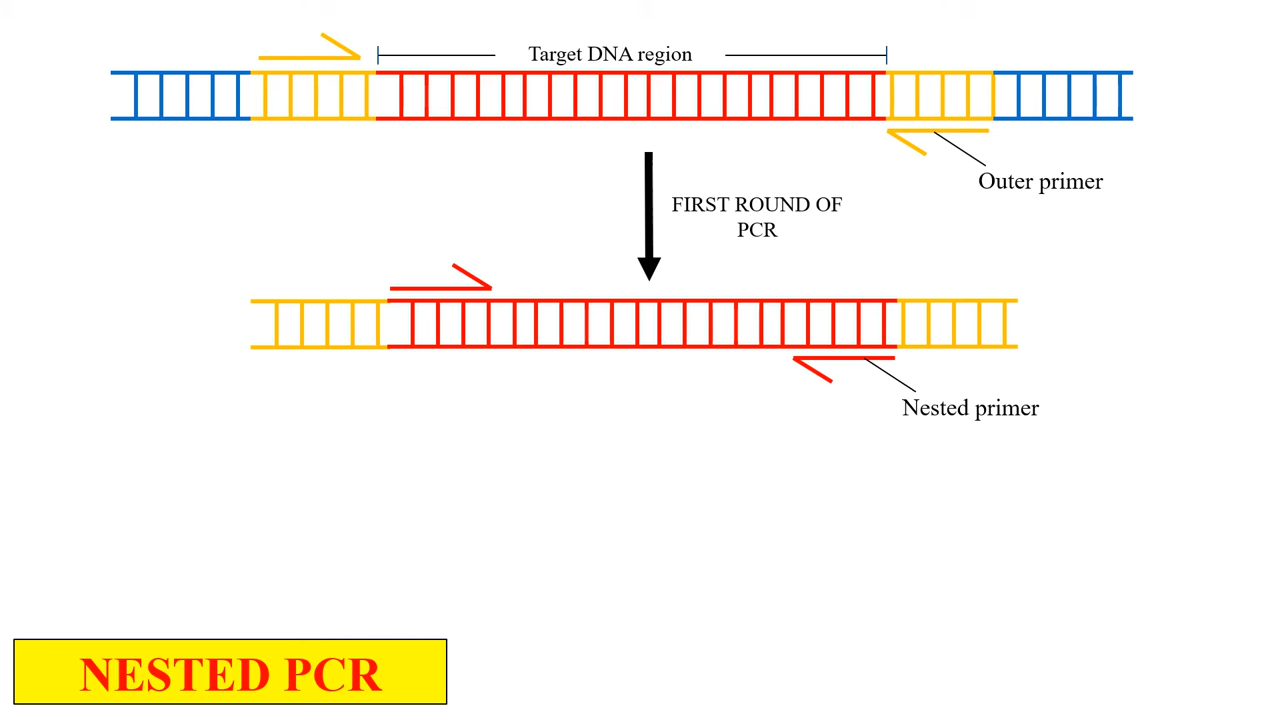 Target DNA region
Outer primer
FIRST ROUND OF
PCR
Nested primer
NESTED PCR